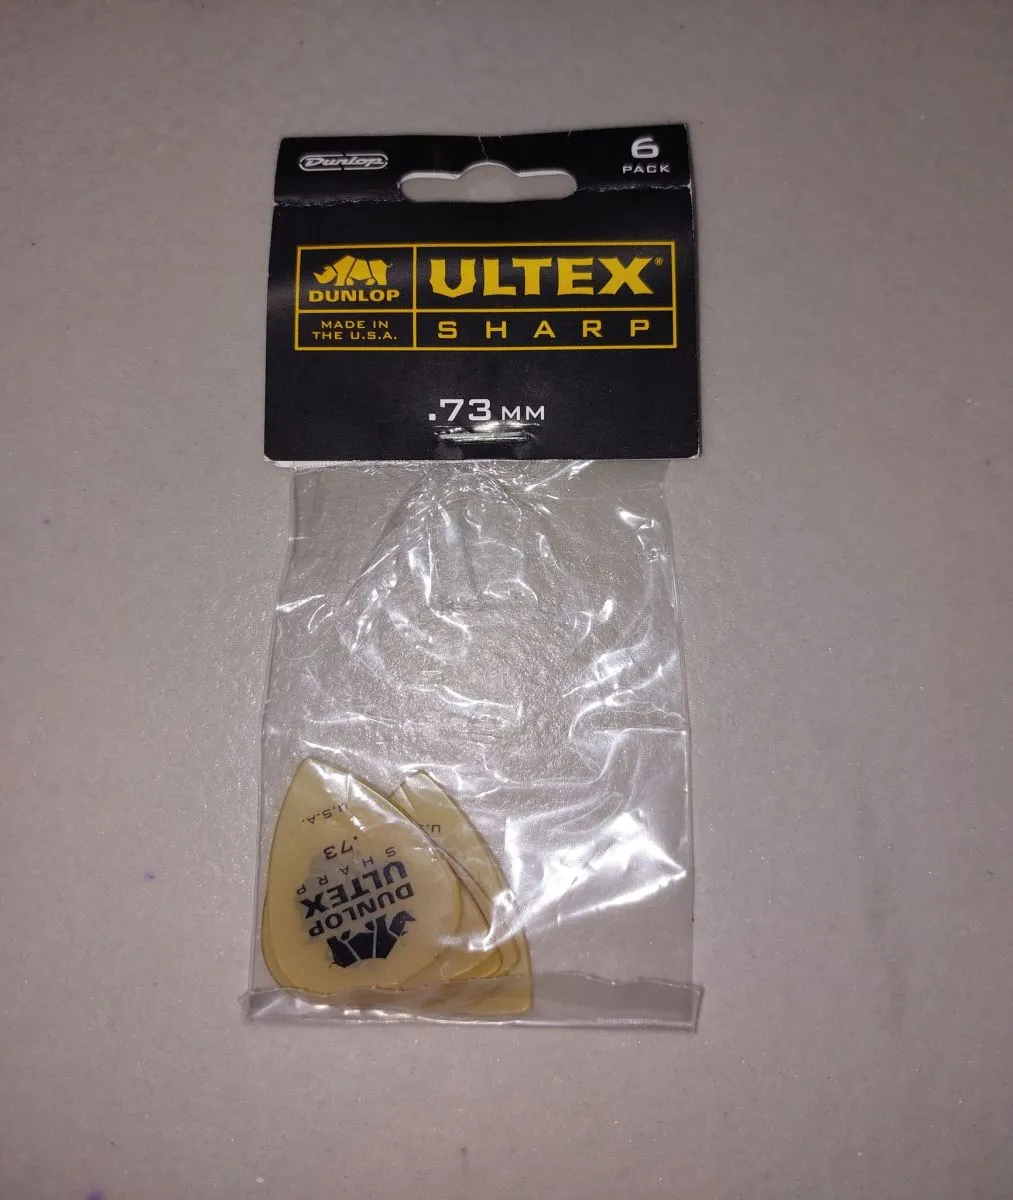 Dunlop
6
PACK
DUNLOP
ULTEX®
MADE IN
THE U.S.A.
SHARP
.73 MM
U.S.A.
.73
SHARP
ULTEX
DUNLOP
U.S